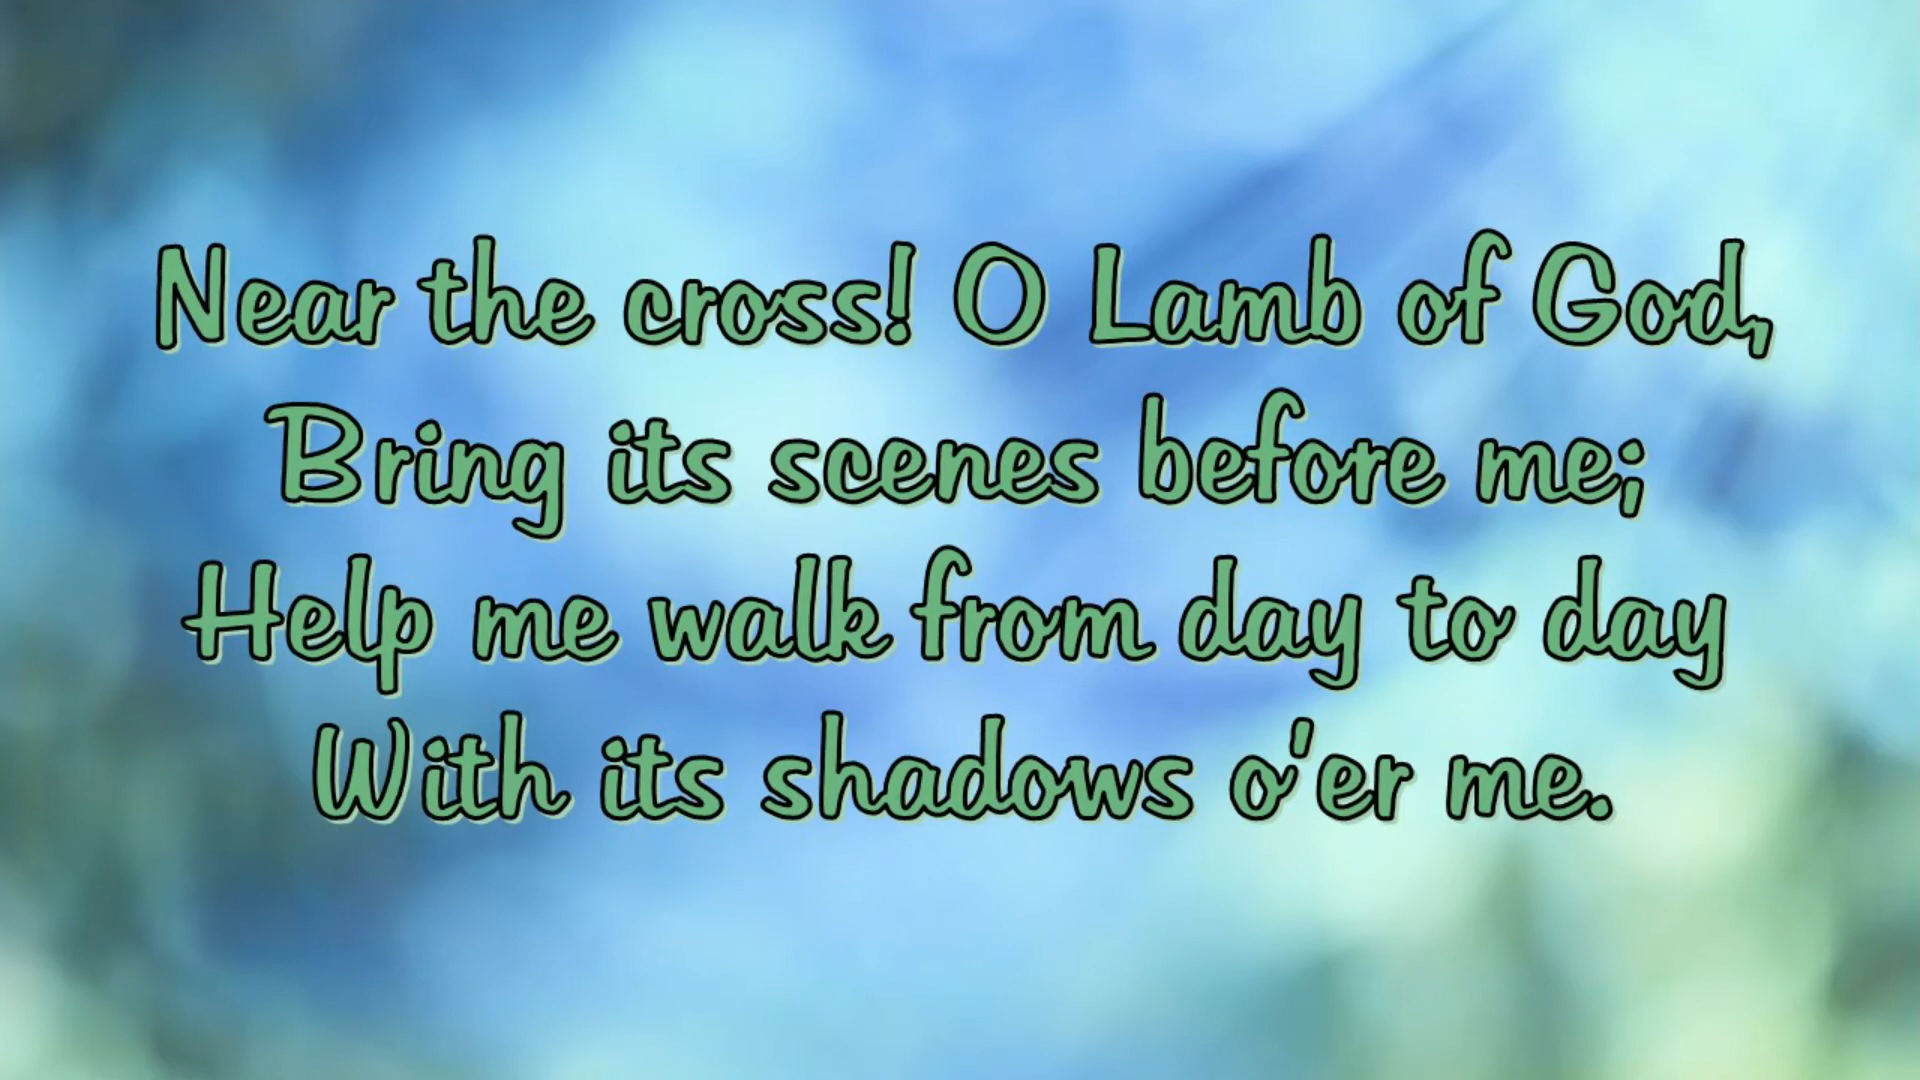 Near the cross! O Lamb of God,
Bring its scenes before me;
Help me walk from day to day
With its shadows o'er me.